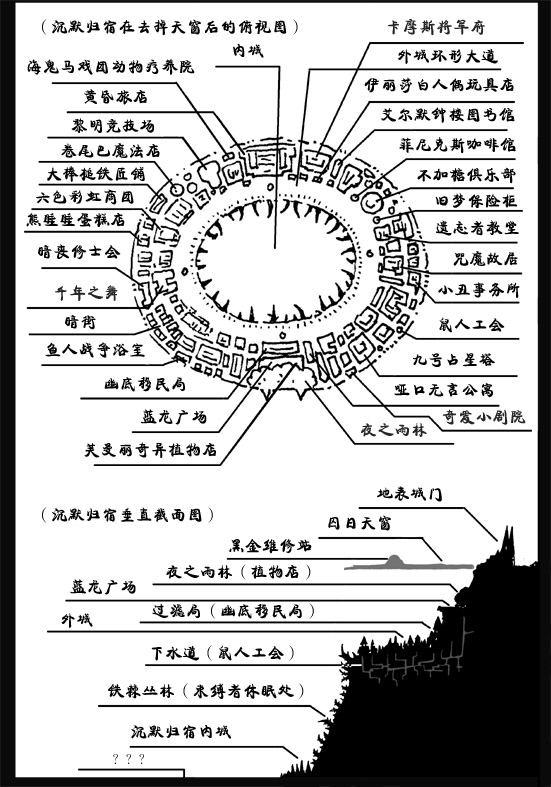 （沉默归宿在去掉天窗后的俯视图）
内城
海鬼马戏团动物疗养院
黄昏旅店
黎明竞技场
卷尾巴魔法店
大棒槌铁匠铺
六色彩虹商团
熊娃娃蛋糕店
暗丧修士会
千年之舞
暗街
鱼人战争浴室
幽底移民局
蓝龙广场
芙曼丽奇异植物店
卡摩斯将军府
外城环形大道
伊丽莎白人偶玩具店
艾尔默钟楼图书馆
菲尼克斯咖啡馆
不加糖俱乐部
旧梦保险柜
遗忘者教堂
咒魔故居
小丑事务所
鼠人工会
九号占星塔
亚口元言公寓
奇爱小剧院
夜之雨林
（沉默归宿垂直截面图）
地表城门
囚日天窗
黑金维修站
夜之雨林（植物店）
蓝龙广场
过滤局（幽底移民局）
外城
下水道（鼠人工会）
铁棘丛林（束缚者休眠处）
沉默归宿内城
？？？